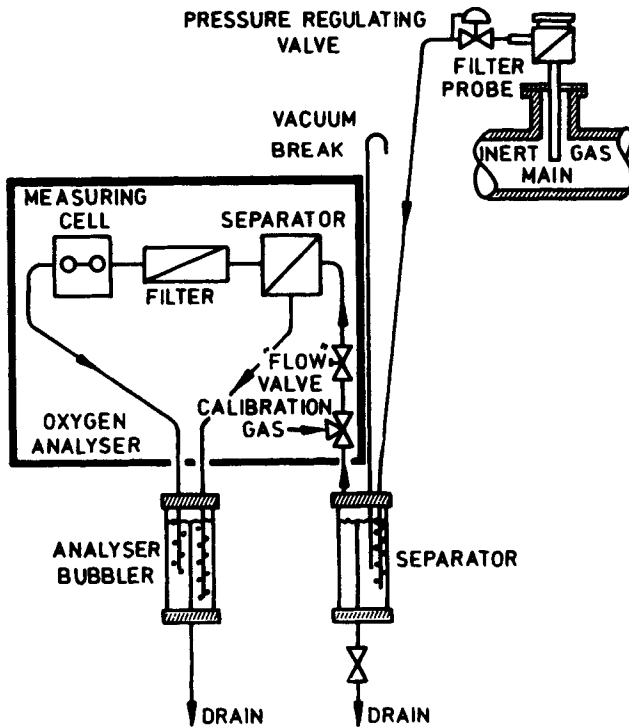 PRESSURE REGULATING
VALVE
FILTER
PROBE
VACUUM
BREAK
INERT GAS
MAIN
MEASURING
CELL
SEPARATOR
FILTER
"FLOW"
VALVE
CALIBRATION
GAS
OXYGEN
ANALYSER
ANALYSER
BUBBLER
SEPARATOR
DRAIN
DRAIN